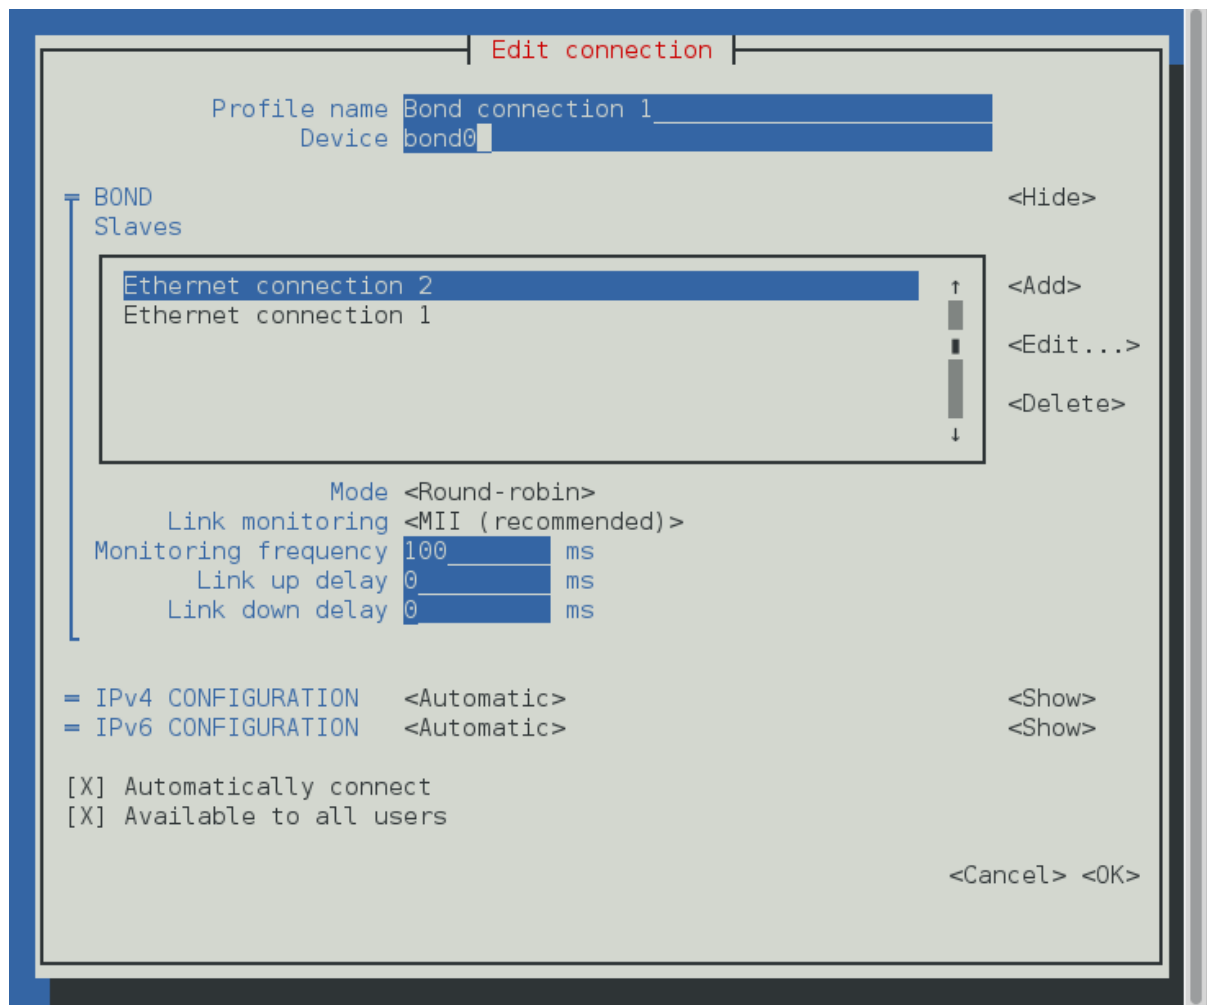 Edit connection
Profile name Bond connection 1
Device bond0
BOND <Hide>
Slaves
Ethernet connection 2 ↑ <Add>
Ethernet connection 1
<Edit...>
<Delete>
↓
Mode <Round-robin>
Link monitoring <MII (recommended)>
Monitoring frequency 100 ms
Link up delay 0 ms
Link down delay 0 ms
= IPv4 CONFIGURATION <Automatic> <Show>
= IPv6 CONFIGURATION <Automatic> <Show>
[X] Automatically connect
[X] Available to all users
<Cancel> <OK>